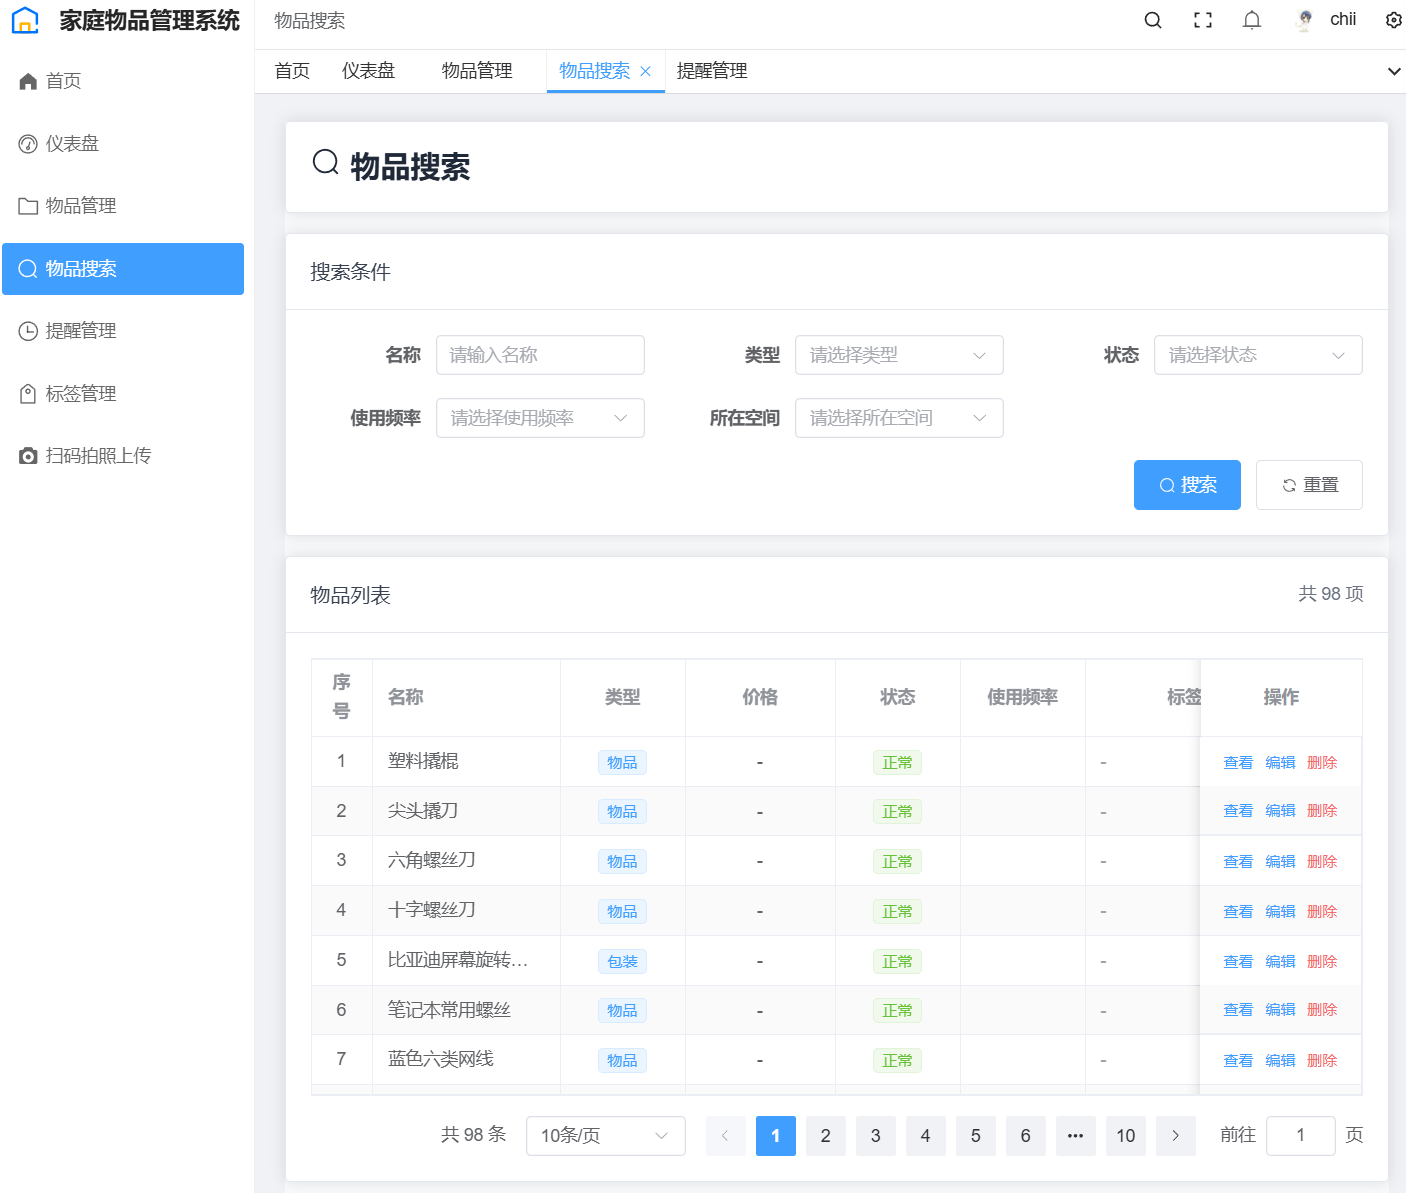 家庭物品管理系统
物品搜索
chii
首页
仪表盘
物品管理
物品搜索
提醒管理
首页
仪表盘
物品管理
物品搜索
提醒管理
标签管理
扫码拍照上传
物品搜索
搜索条件
名称 请输入名称 类型 请选择类型 状态 请选择状态
使用频率 请选择使用频率 所在空间 请选择所在空间
搜索 重置
物品列表 共 98 项
序号 名称 类型 价格 状态 使用频率 标签 操作
1 塑料撬棍 物品 - 正常 - 查看 编辑 删除
2 尖头撬刀 物品 - 正常 - 查看 编辑 删除
3 六角螺丝刀 物品 - 正常 - 查看 编辑 删除
4 十字螺丝刀 物品 - 正常 - 查看 编辑 删除
5 比亚迪屏幕旋转... 包装 - 正常 - 查看 编辑 删除
6 笔记本常用螺丝 物品 - 正常 - 查看 编辑 删除
7 蓝色六类网线 物品 - 正常 - 查看 编辑 删除
共 98 条 10条/页 1 2 3 4 5 6 ... 10 前往 1 页